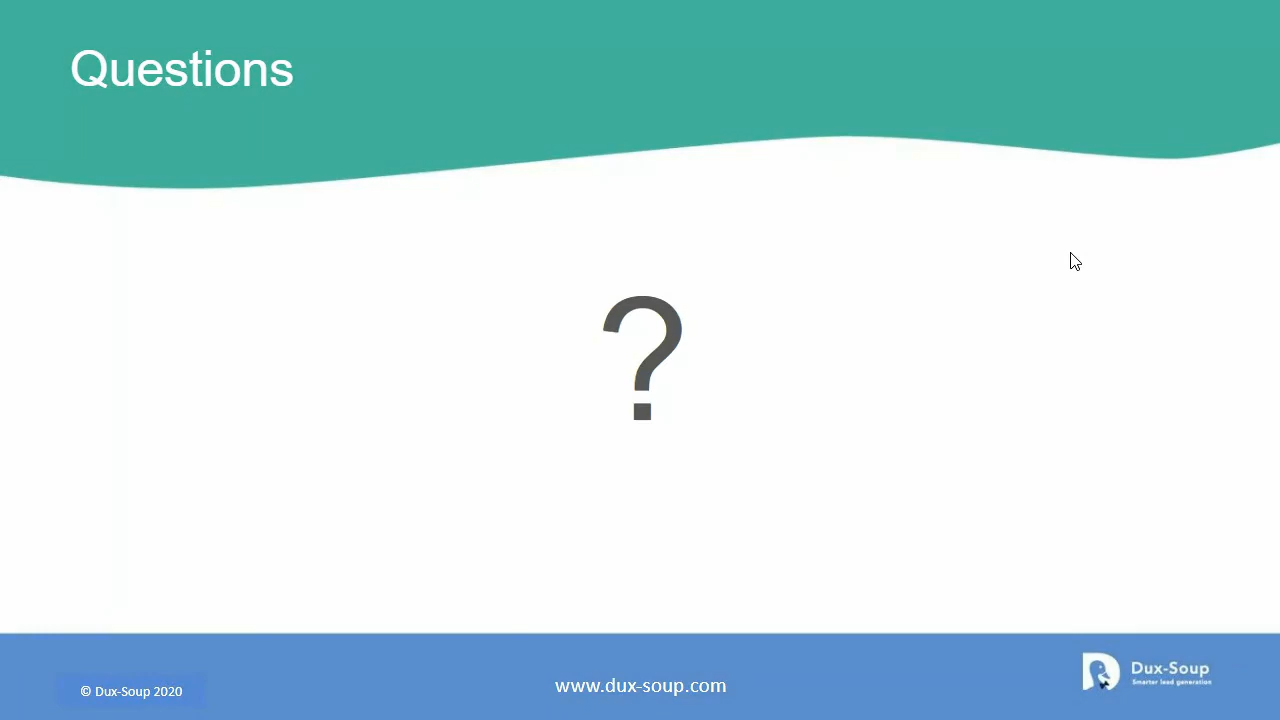 Questions
?
© Dux-Soup 2020
www.dux-soup.com
Dux-Soup
Smarter lead generation